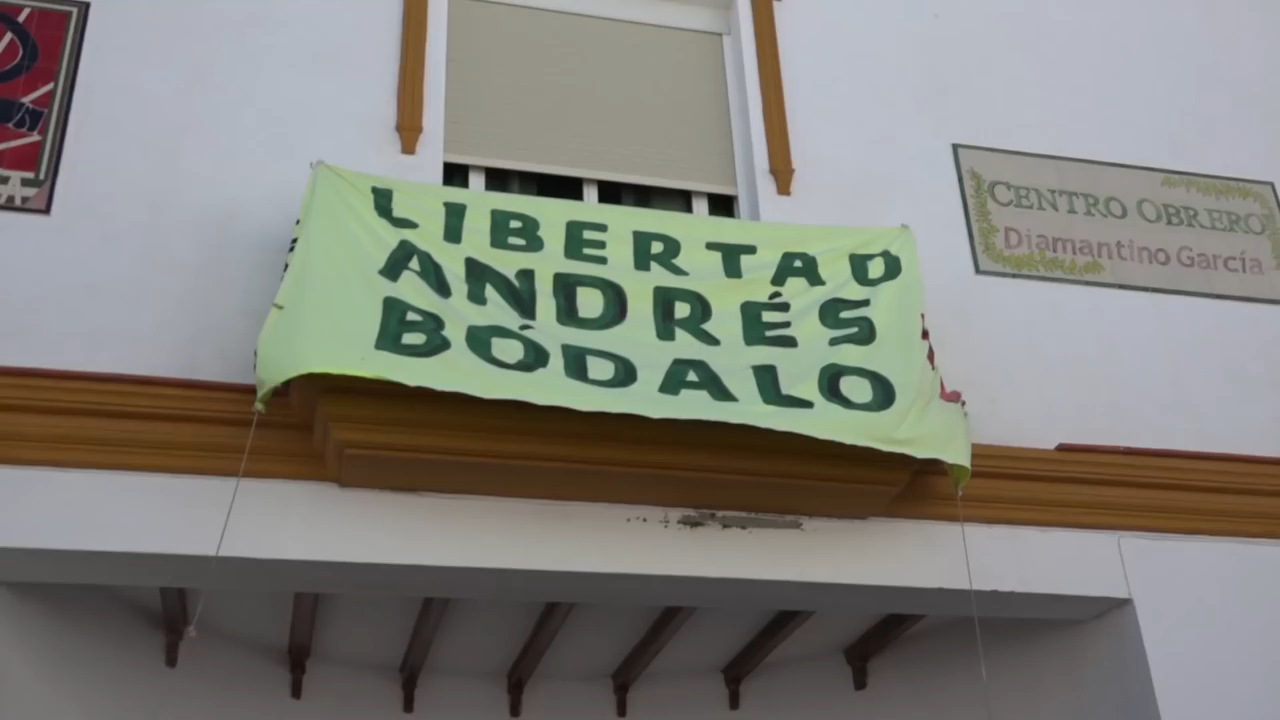 LIBERTAD
ANDRÉS
BÓDALO
CENTRO OBRERO
Diamantino García